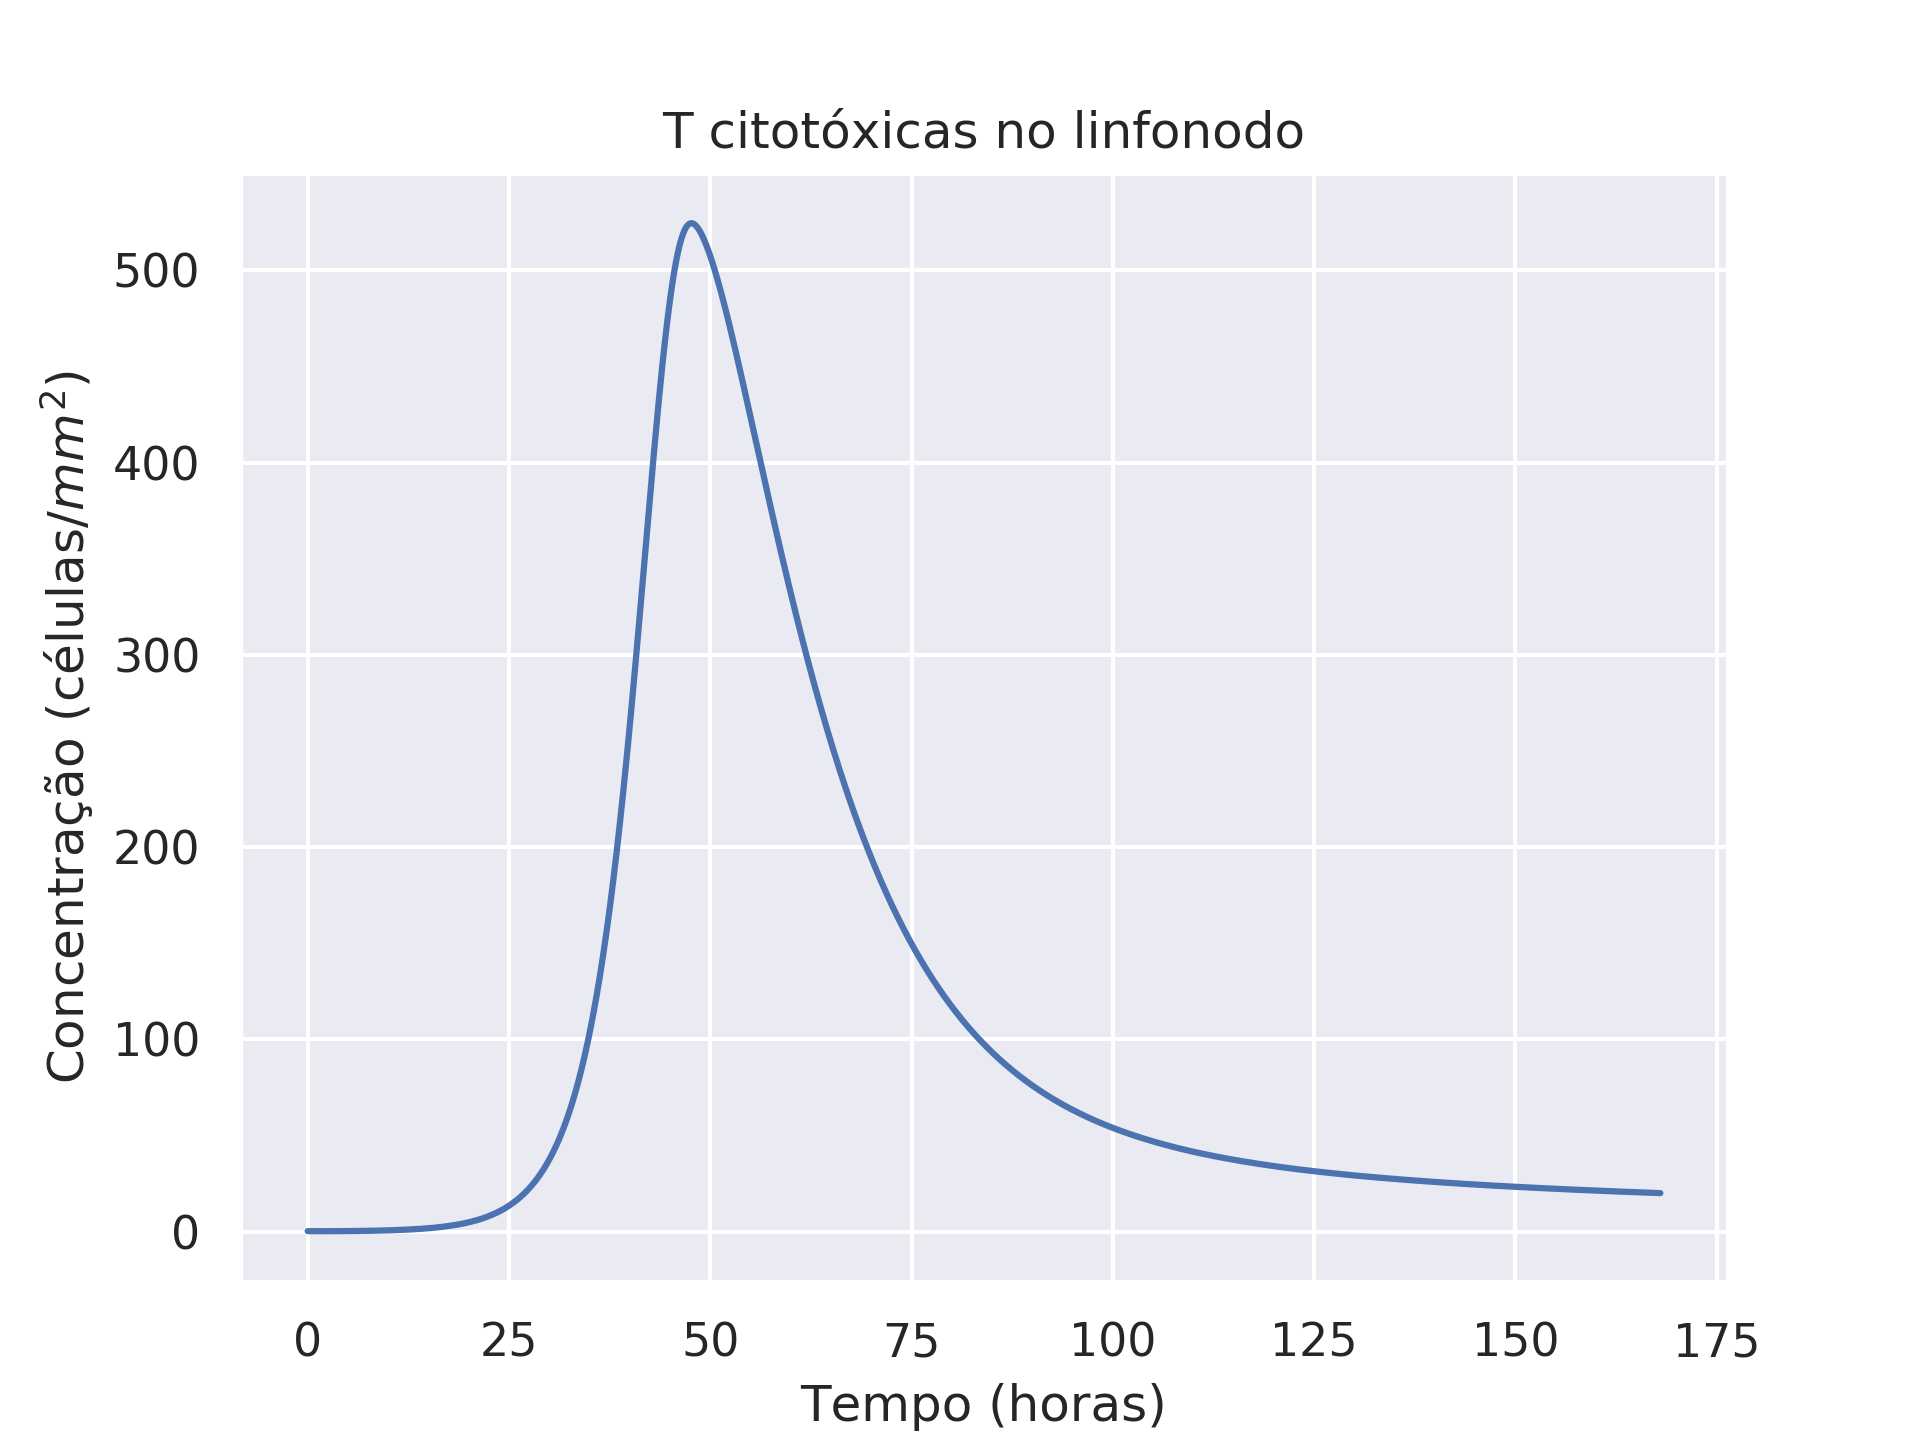 T citotóxicas no linfonodo
Concentração (células/mm²)
500
400
300
200
100
0
0 25 50 75 100 125 150 175
Tempo (horas)